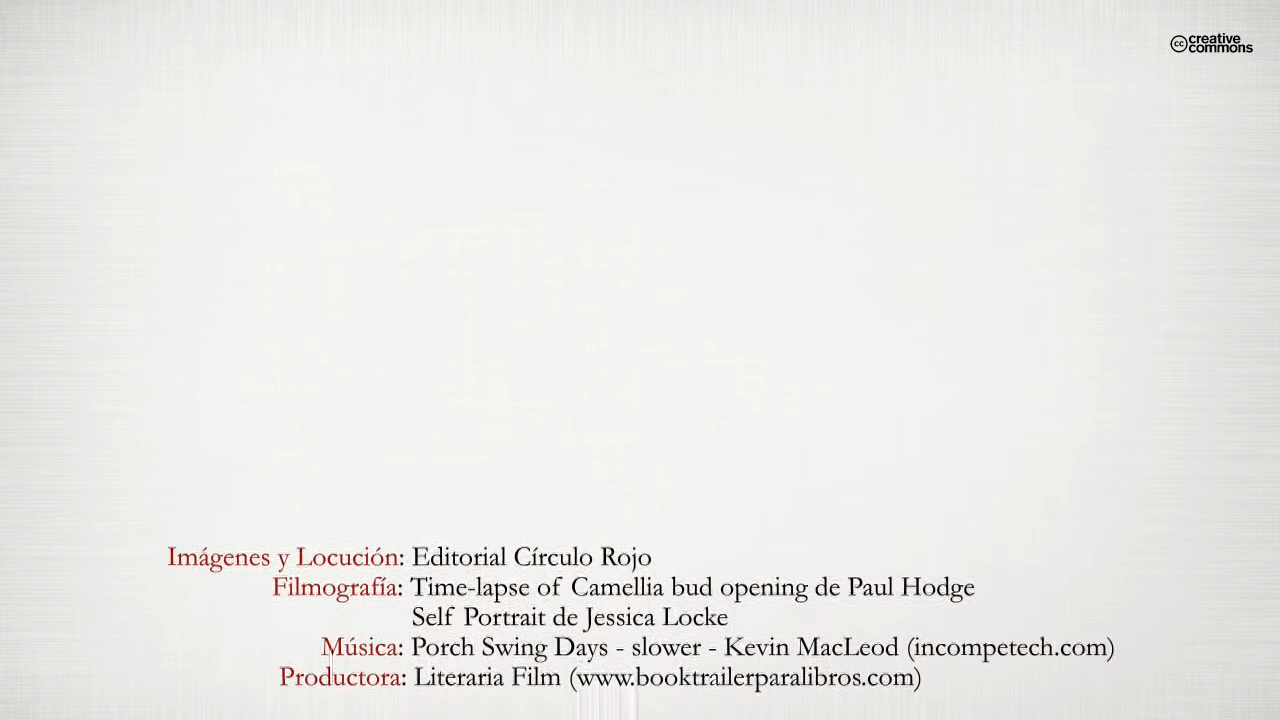 cc creative
commons
Imágenes y Locución: Editorial Círculo Rojo
Filmografía: Time-lapse of Camellia bud opening de Paul Hodge
Self Portrait de Jessica Locke
Música: Porch Swing Days - slower - Kevin MacLeod (incompetech.com)
Productora: Literaria Film (www.booktrailerparalibros.com)